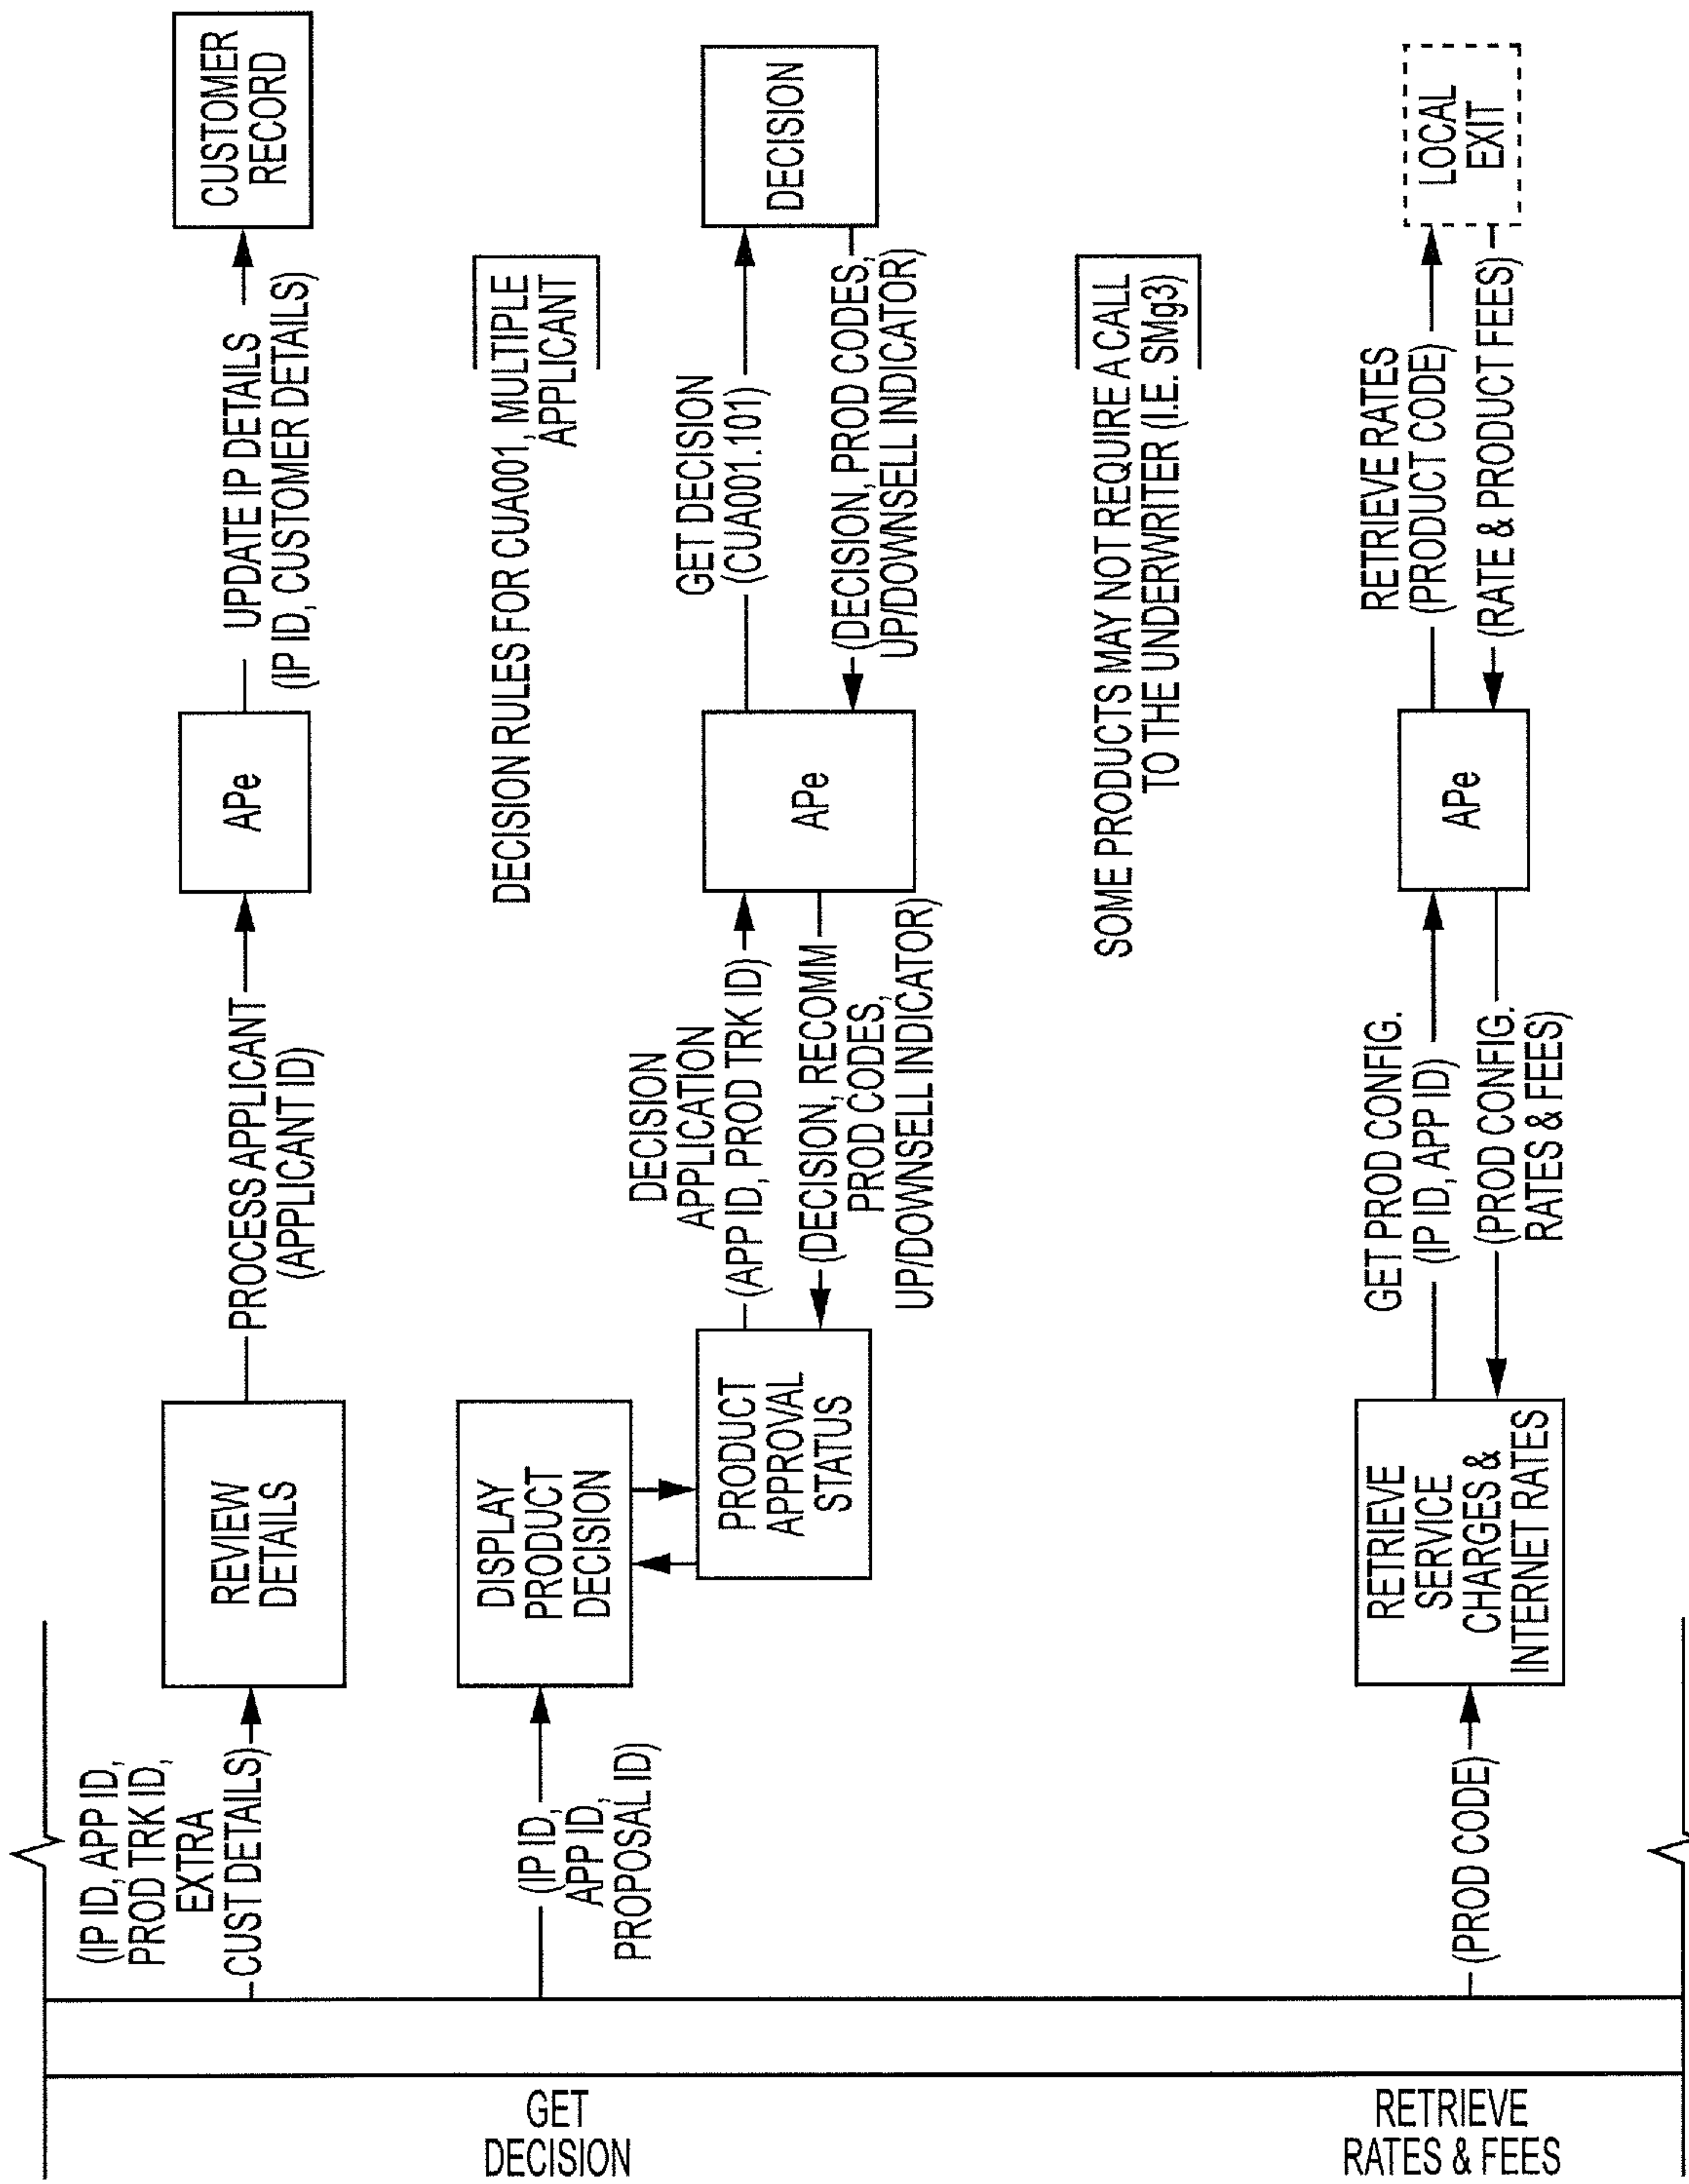 (IP ID, APP ID,
PROD TRK ID,
EXTRA
CUST DETAILS)
REVIEW
DETAILS
PROCESS APPLICANT
(APPLICANT ID)
APe
UPDATE IP DETAILS
(IP ID, CUSTOMER DETAILS)
CUSTOMER
RECORD
GET
DECISION
(IP ID,
APP ID,
PROPOSAL ID)
DISPLAY
PRODUCT
DECISION
DECISION RULES FOR CUA001, MULTIPLE
APPLICANT
PRODUCT
APPROVAL
STATUS
DECISION
APPLICATION
(APP ID, PROD TRK ID)
(DECISION, RECOMM
PROD CODES,
UP/DOWNSELL INDICATOR)
APe
GET DECISION
(CUA001.101)
(DECISION, PROD CODES,
UP/DOWNSELL INDICATOR)
DECISION
SOME PRODUCTS MAY NOT REQUIRE A CALL
TO THE UNDERWRITER (I.E. SMg3)
RETRIEVE
RATES & FEES
(PROD CODE)
RETRIEVE
SERVICE
CHARGES &
INTERNET RATES
GET PROD CONFIG.
(IP ID, APP ID)
(PROD CONFIG.
RATES & FEES)
APe
RETRIEVE RATES
(PRODUCT CODE)
(RATE & PRODUCT FEES)
LOCAL
EXIT